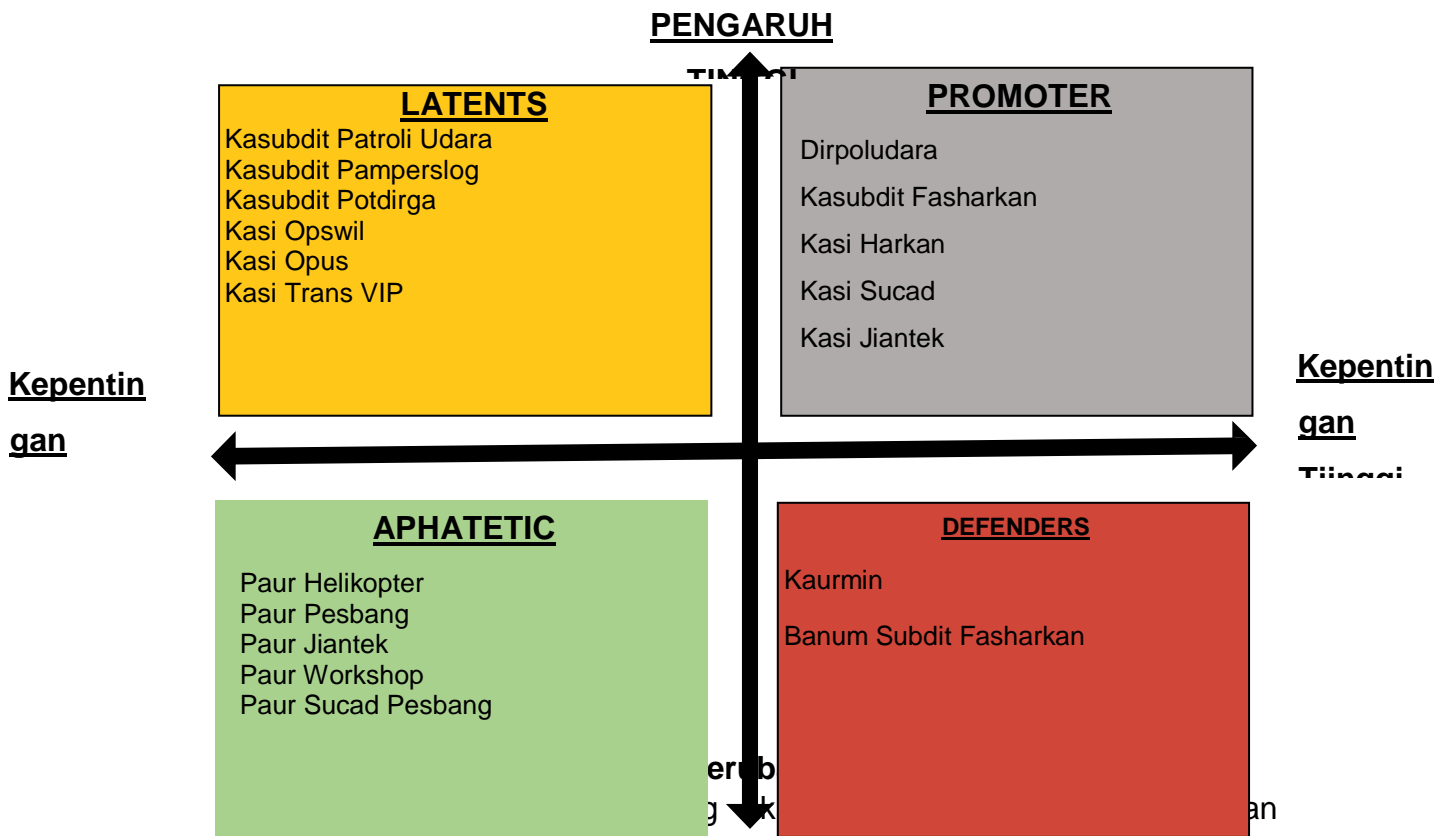 PENGARUH
LATENTS
Kasubdit Patroli Udara
Kasubdit Pamperslog
Kasubdit Potdirga
Kasi Opswil
Kasi Opus
Kasi Trans VIP
PROMOTER
Dirpoludara
Kasubdit Fasharkan
Kasi Harkan
Kasi Sucad
Kasi Jiantek
Kepentin
gan
Kepentin
gan
Tiinggi
APHATETIC
Paur Helikopter
Paur Pesbang
Paur Jiantek
Paur Workshop
Paur Sucad Pesbang
DEFENDERS
Kaurmin
Banum Subdit Fasharkan